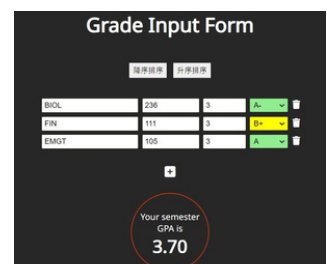 Grade Input Form
降序排序 升序排序
BIOL 236 3 A-
FIN 111 3 B+
EMGT 105 3 A
+
Your semester
GPA is
3.70